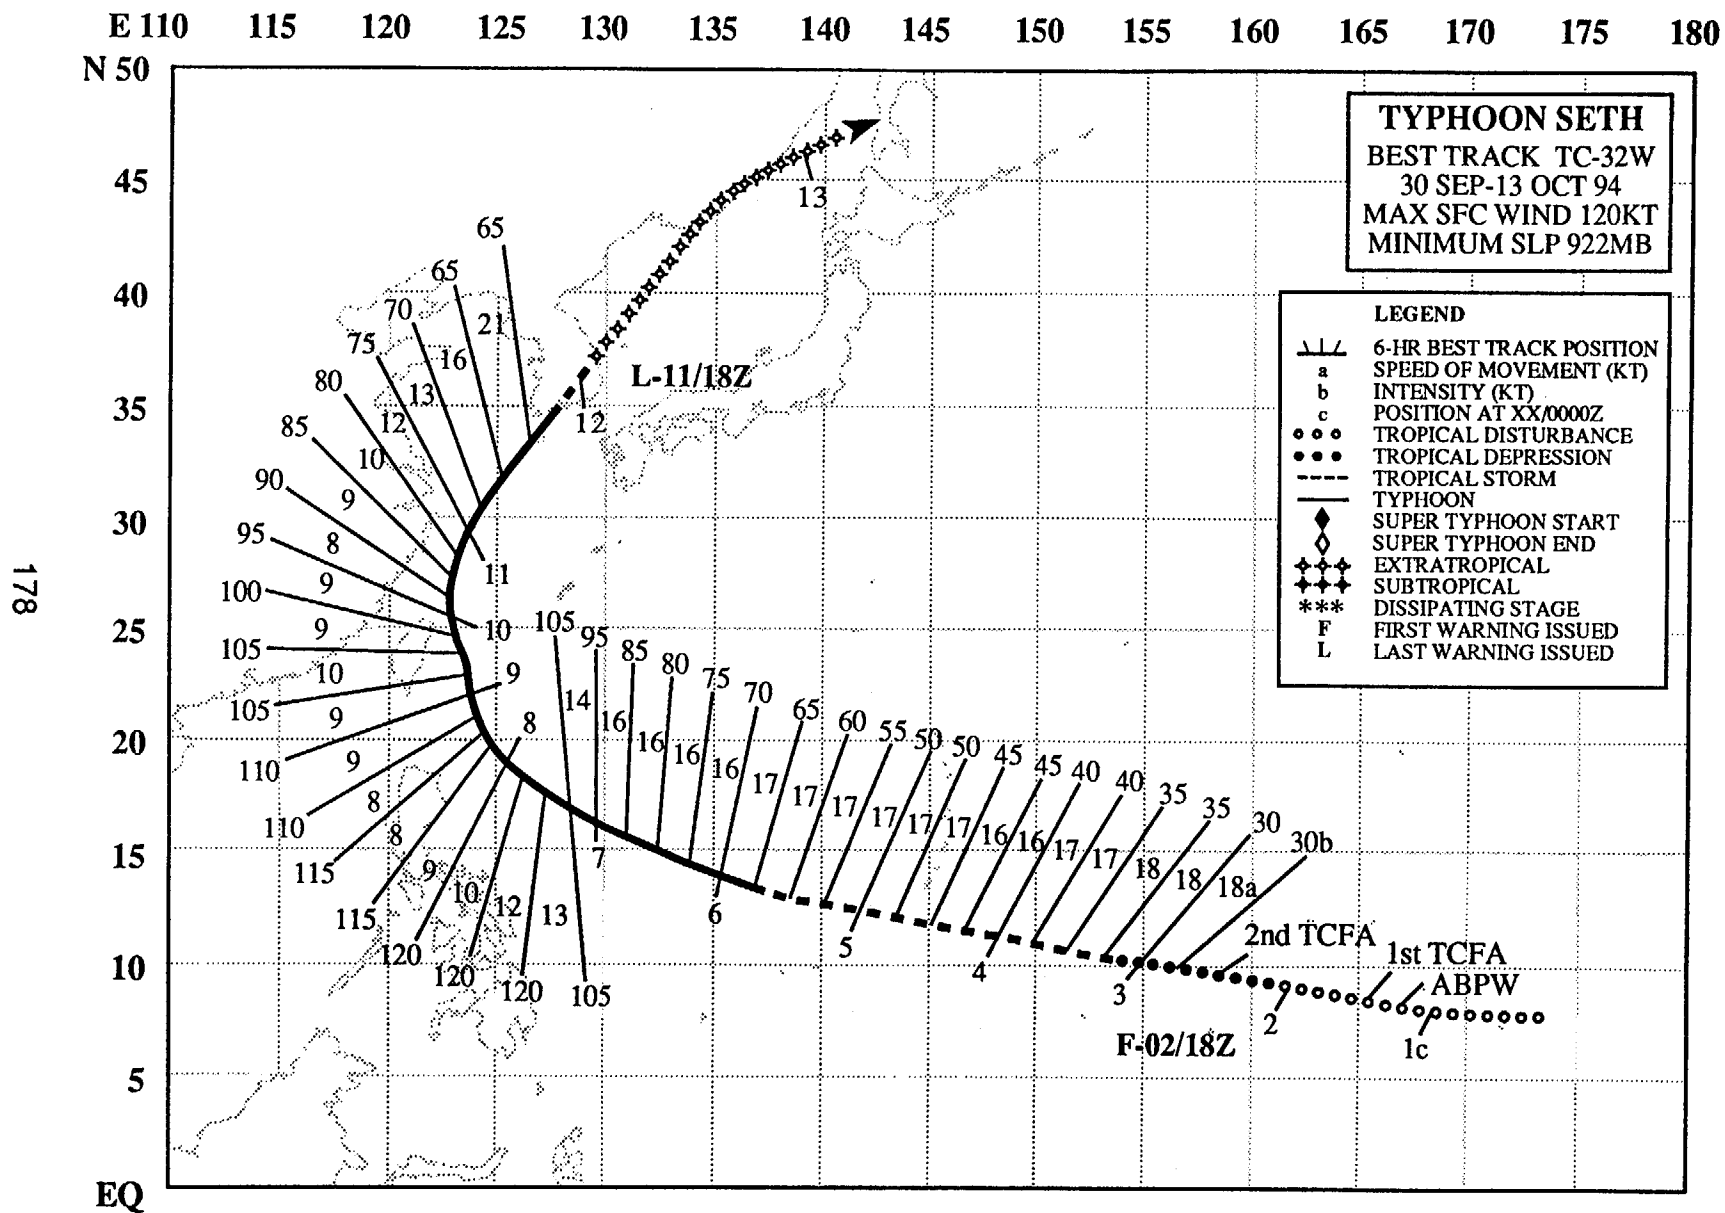 E 110 115 120 125 130 135 140 145 150 155 160 165 170 175 180
N 50
45
40
35
30
25
20
15
10
5
EQ
178
TYPHOON SETH
BEST TRACK TC-32W
30 SEP-13 OCT 94
MAX SFC WIND 120KT
MINIMUM SLP 922MB
LEGEND
6-HR BEST TRACK POSITION
a SPEED OF MOVEMENT (KT)
b INTENSITY (KT)
c POSITION AT XX/0000Z
TROPICAL DISTURBANCE
TROPICAL DEPRESSION
TROPICAL STORM
TYPHOON
SUPER TYPHOON START
SUPER TYPHOON END
EXTRATROPICAL
SUBTROPICAL
*** DISSIPATING STAGE
F FIRST WARNING ISSUED
L LAST WARNING ISSUED
13
L-11/18Z
12
65
65
21
70
16
75
13
80
12
85
10
90
9
95
8
100
9
105
9
105
10
110
9
110
9
115
8
115
8
120
9
120
10
120
12
105
13
11
10
9
8
105
14
95
16
85
16
80
16
75
16
70
17
65
17
60
17
55
17
50
17
50
17
45
16
45
16
40
17
40
17
35
18
35
18
30
18a
30b
7
6
5
4
3
2
1c
2nd TCFA
1st TCFA
ABPW
F-02/18Z